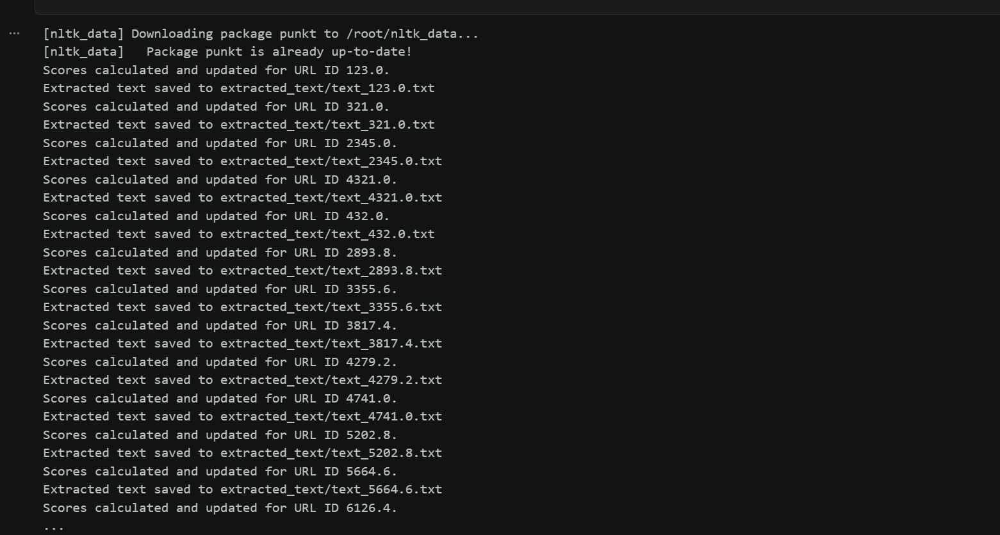 [nltk_data] Downloading package punkt to /root/nltk_data...
[nltk_data]   Package punkt is already up-to-date!
Scores calculated and updated for URL ID 123.0.
Extracted text saved to extracted_text/text_123.0.txt
Scores calculated and updated for URL ID 321.0.
Extracted text saved to extracted_text/text_321.0.txt
Scores calculated and updated for URL ID 2345.0.
Extracted text saved to extracted_text/text_2345.0.txt
Scores calculated and updated for URL ID 4321.0.
Extracted text saved to extracted_text/text_4321.0.txt
Scores calculated and updated for URL ID 432.0.
Extracted text saved to extracted_text/text_432.0.txt
Scores calculated and updated for URL ID 2893.8.
Extracted text saved to extracted_text/text_2893.8.txt
Scores calculated and updated for URL ID 3355.6.
Extracted text saved to extracted_text/text_3355.6.txt
Scores calculated and updated for URL ID 3817.4.
Extracted text saved to extracted_text/text_3817.4.txt
Scores calculated and updated for URL ID 4279.2.
Extracted text saved to extracted_text/text_4279.2.txt
Scores calculated and updated for URL ID 4741.0.
Extracted text saved to extracted_text/text_4741.0.txt
Scores calculated and updated for URL ID 5202.8.
Extracted text saved to extracted_text/text_5202.8.txt
Scores calculated and updated for URL ID 5664.6.
Extracted text saved to extracted_text/text_5664.6.txt
Scores calculated and updated for URL ID 6126.4.
...